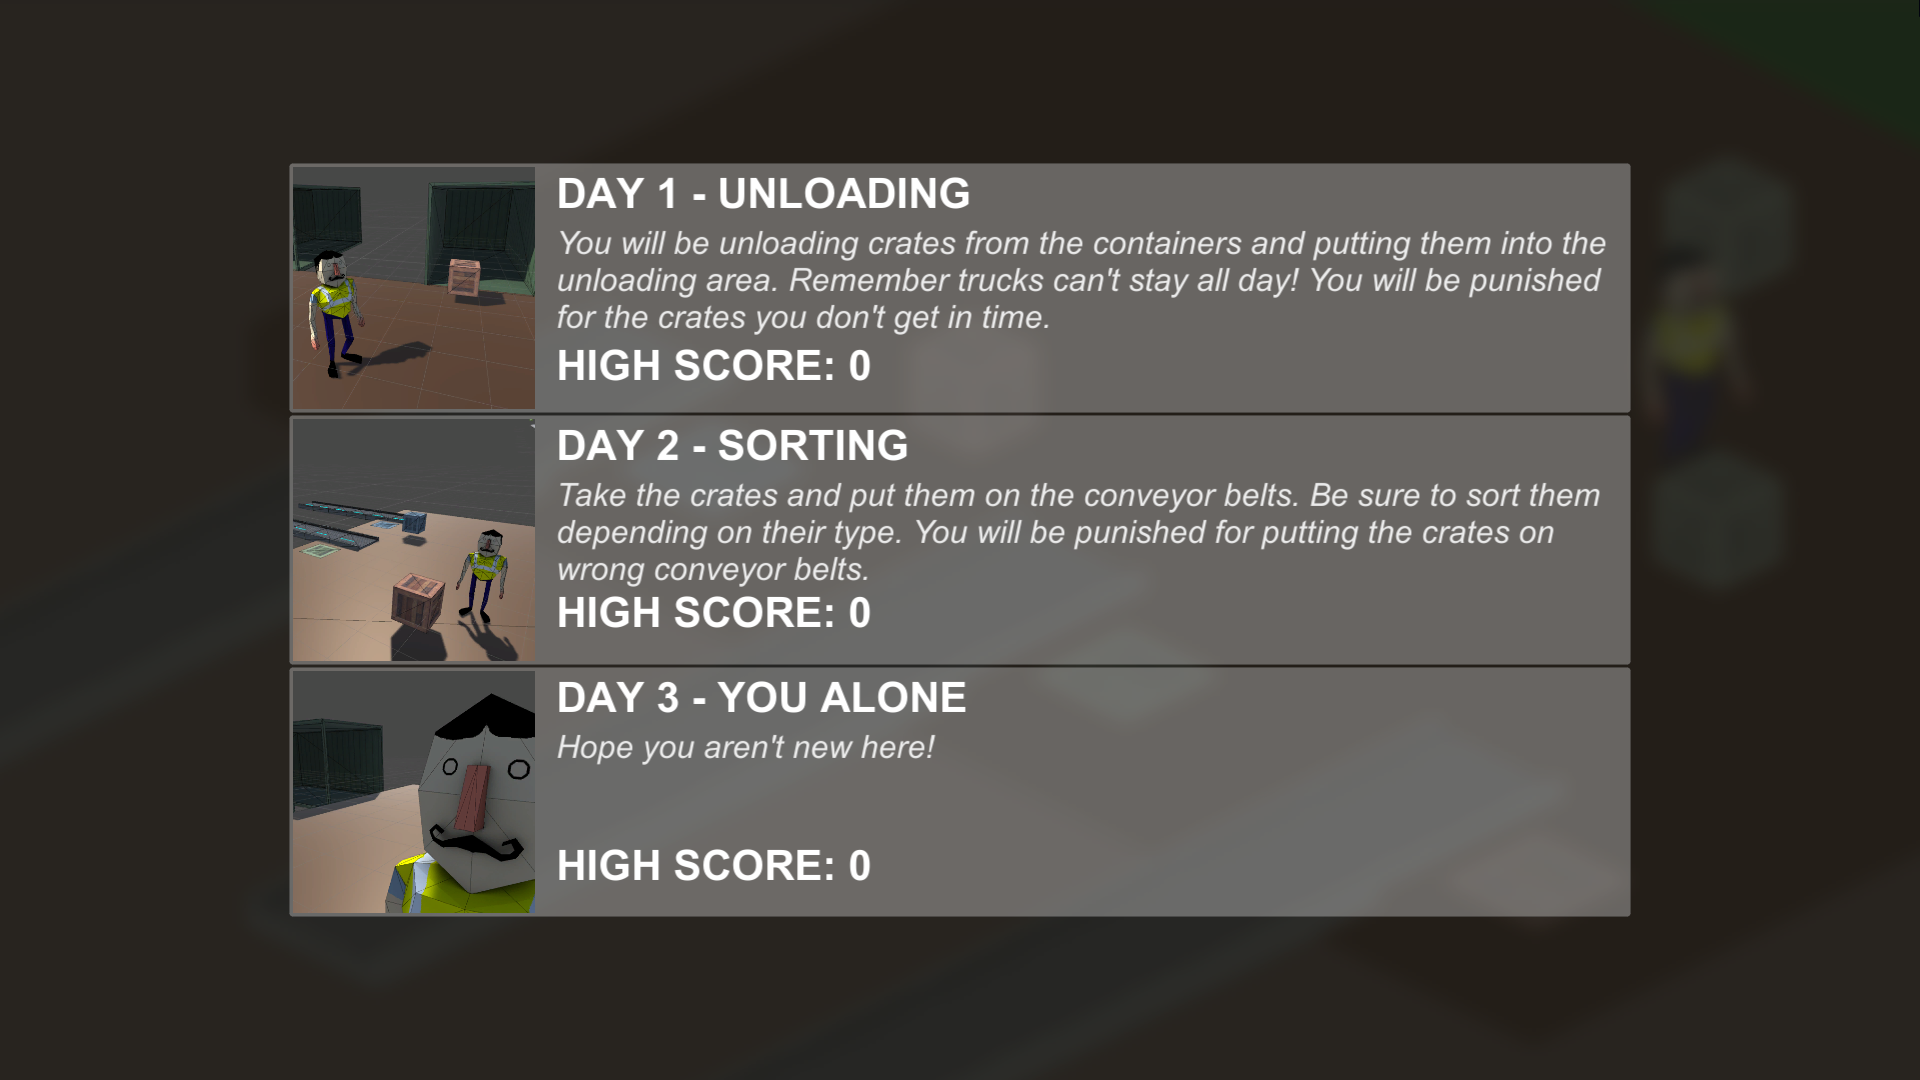 DAY 1 - UNLOADING
You will be unloading crates from the containers and putting them into the
unloading area. Remember trucks can't stay all day! You will be punished
for the crates you don't get in time.
HIGH SCORE: 0
DAY 2 - SORTING
Take the crates and put them on the conveyor belts. Be sure to sort them
depending on their type. You will be punished for putting the crates on
wrong conveyor belts.
HIGH SCORE: 0
DAY 3 - YOU ALONE
Hope you aren't new here!
HIGH SCORE: 0